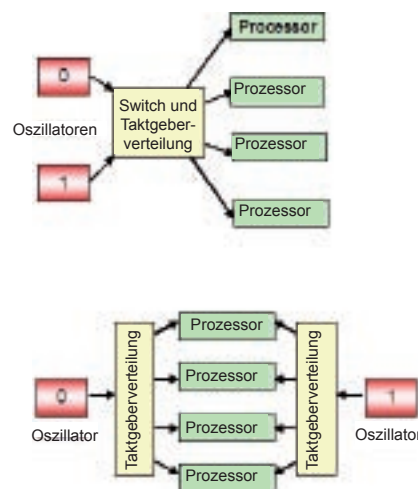 Processor
0
Prozessor
Switch und
Taktgeber-
verteilung
Oszillatoren
Prozessor
1
Prozessor
Prozessor
Taktgeberverteilung
Taktgeberverteilung
Prozessor
0
1
Prozessor
Oszillator
Oszillator
Prozessor